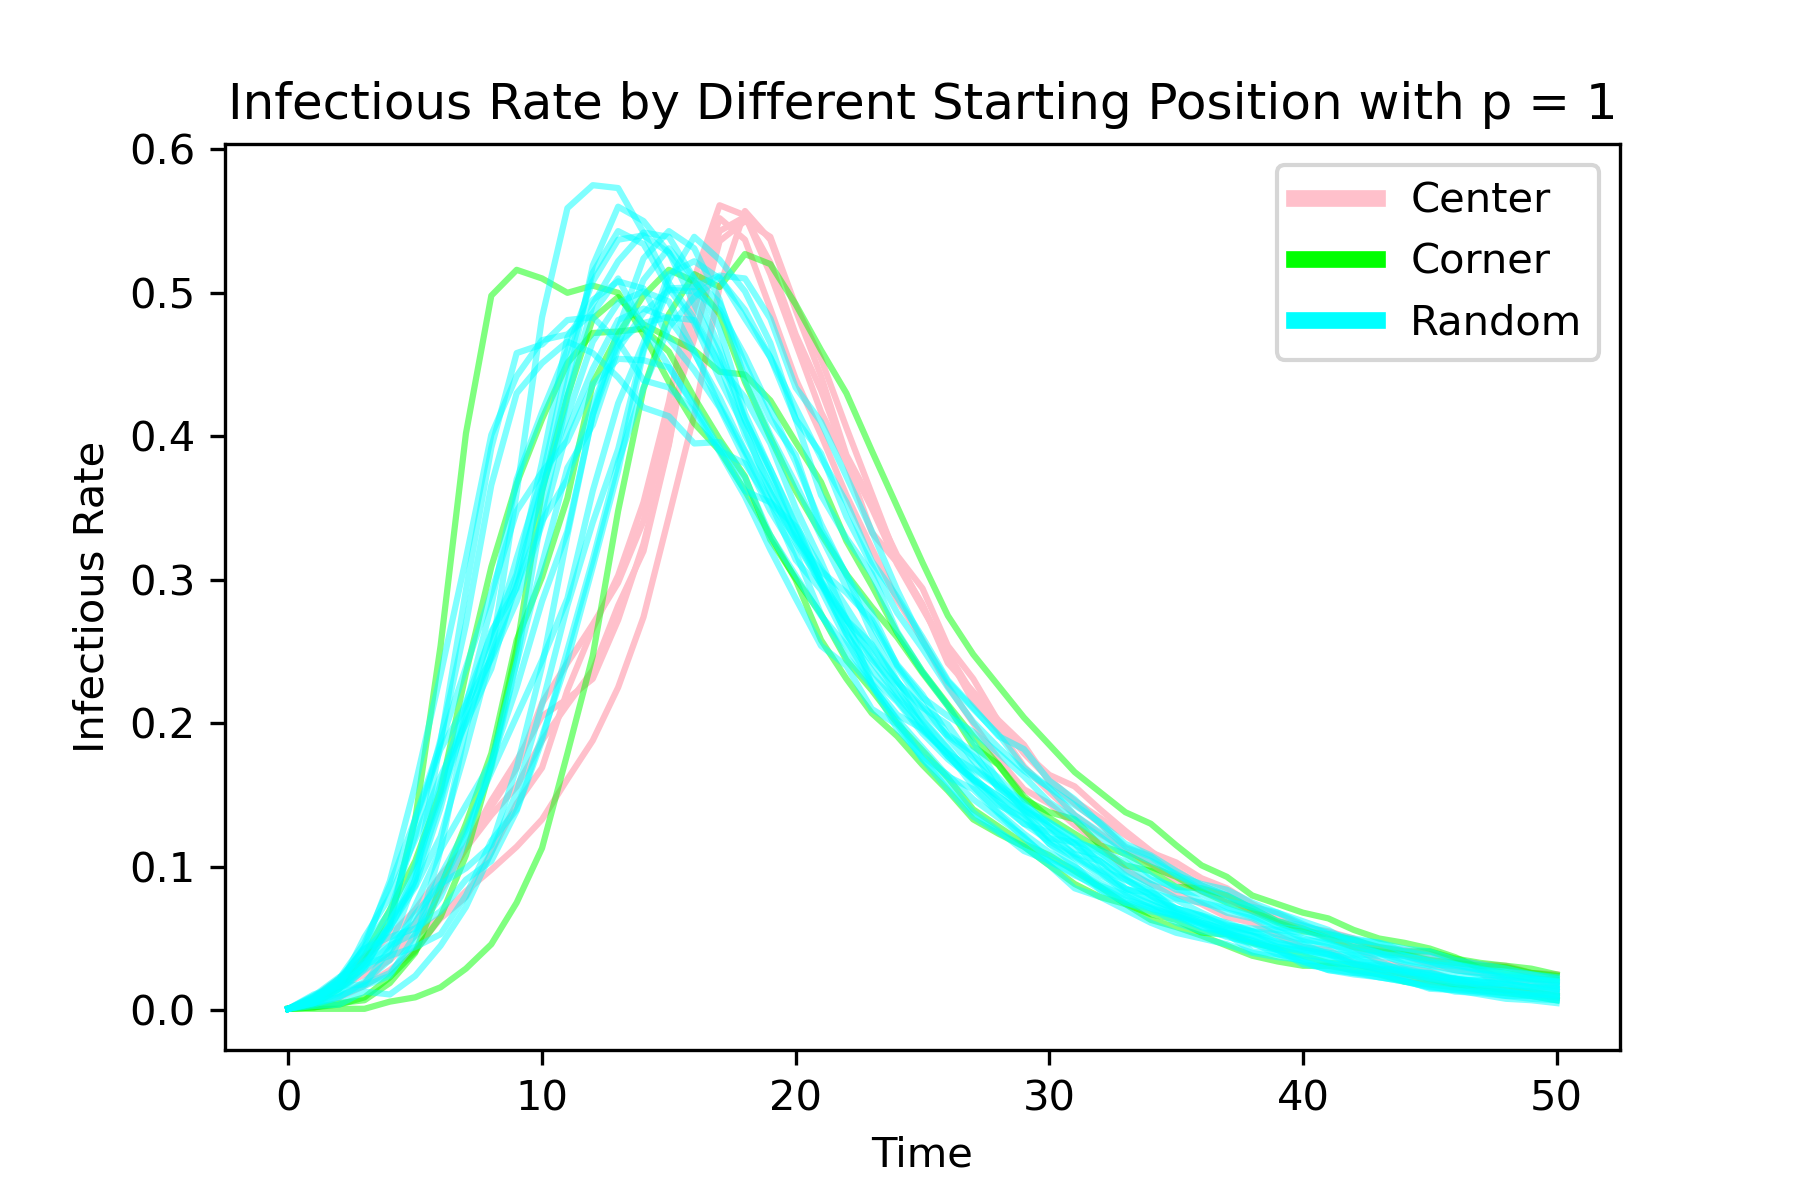 Infectious Rate by Different Starting Position with p = 1
0.6
0.5
0.4
0.3
0.2
0.1
0.0
Infectious Rate
Center
Corner
Random
0 10 20 30 40 50
Time